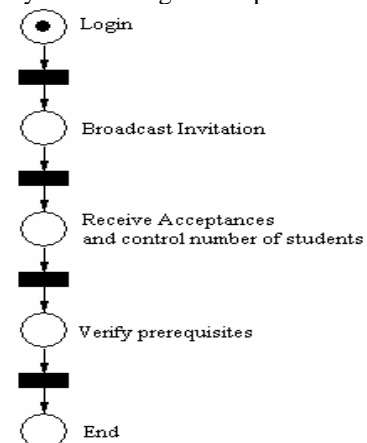 Login
Broadcast Invitation
Receive Acceptances
and control number of students
Verify prerequisites
End